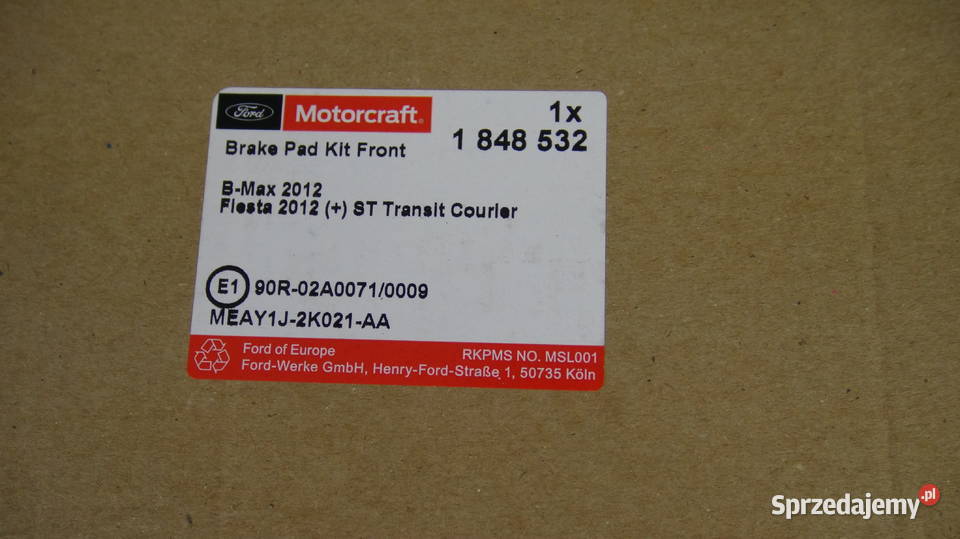 Ford Motorcraft 1x
Brake Pad Kit Front 1 848 532
B-Max 2012
Fiesta 2012 (+) ST Transit Courier
E1 90R-02A0071/0009
MEAY1J-2K021-AA
Ford of Europe RKPMS NO. MSL001
Ford-Werke GmbH, Henry-Ford-Straße 1, 50735 Köln
Sprzedajemy.pl